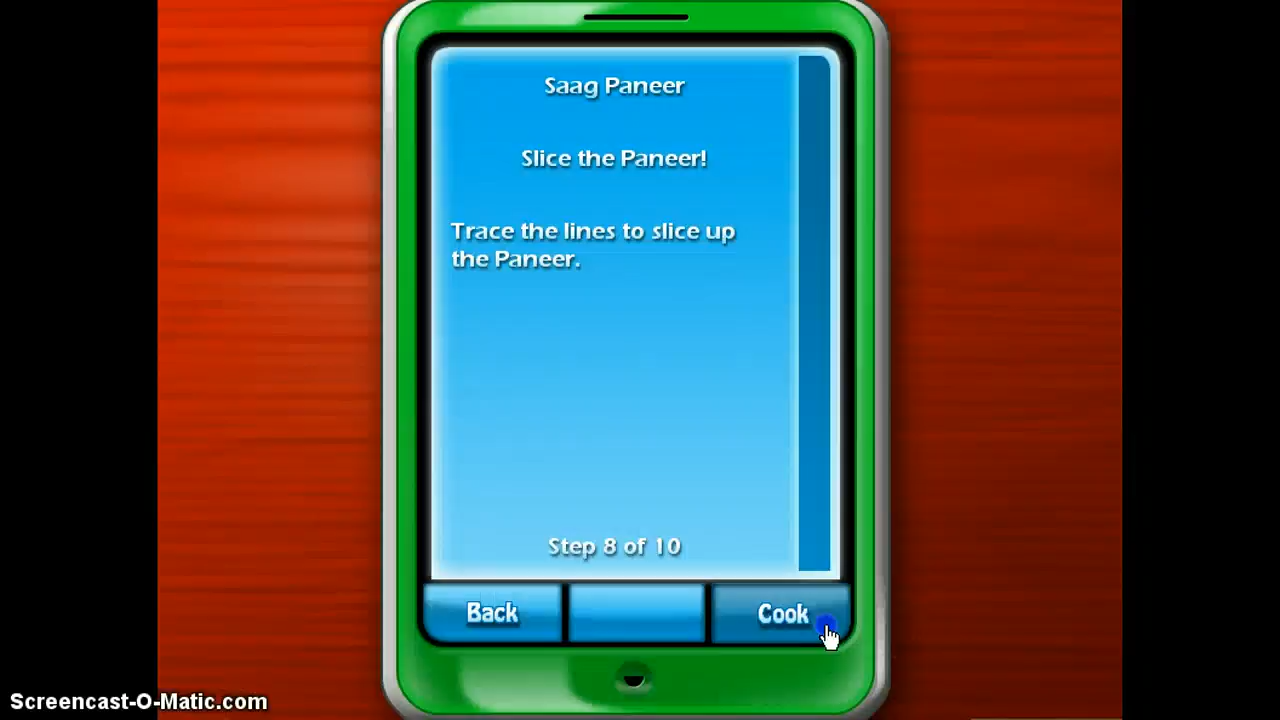 Saag Paneer
Slice the Paneer!
Trace the lines to slice up
the Paneer.
Step 8 of 10
Back
Cook
Screencast-O-Matic.com